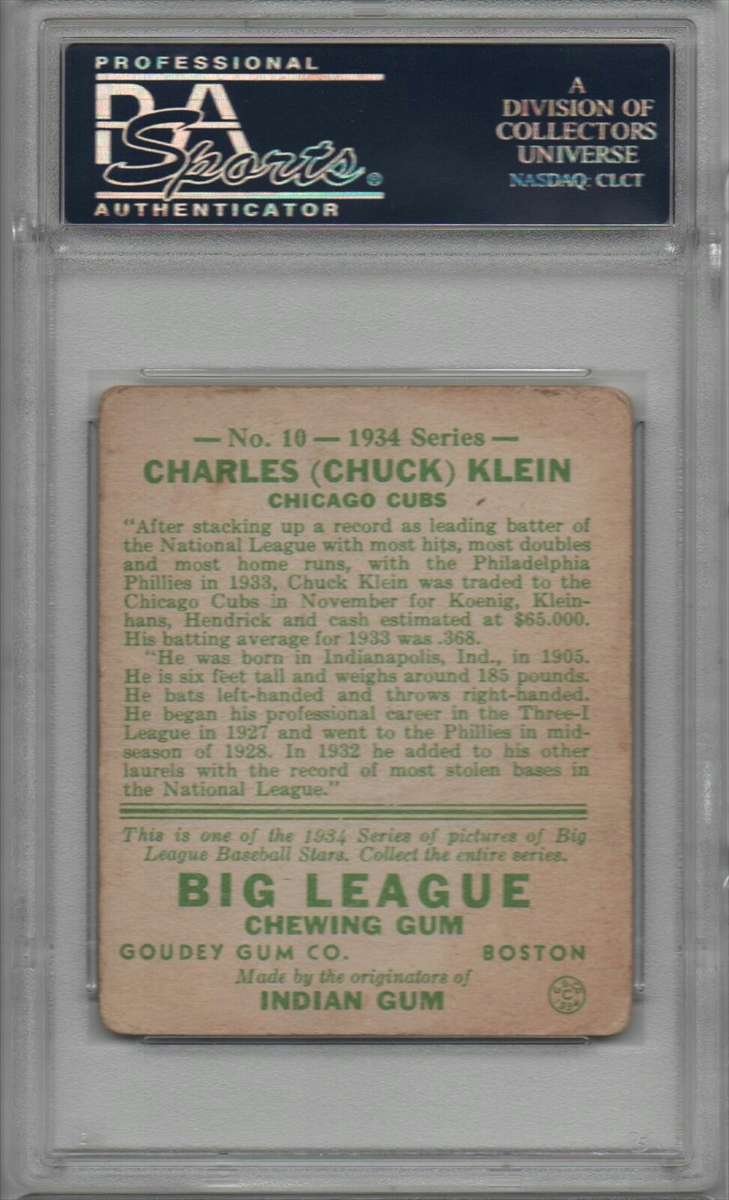 PROFESSIONAL
PSA
Sports
AUTHENTICATOR
A
DIVISION OF
COLLECTORS
UNIVERSE
NASDAQ: CLCT
— No. 10 — 1934 Series —
CHARLES (CHUCK) KLEIN
CHICAGO CUBS
"After stacking up a record as leading batter of
the National League with most hits, most doubles
and most home runs, with the Philadelphia
Phillies in 1933, Chuck Klein was traded to the
Chicago Cubs in November for Koenig, Klein-
hans, Hendrick and cash estimated at $65.000.
His batting average for 1933 was .368.
"He was born in Indianapolis, Ind., in 1905.
He is six feet tall and weighs around 185 pounds.
He bats left-handed and throws right-handed.
He began his professional career in the Three-I
League in 1927 and went to the Phillies in mid-
season of 1928. In 1932 he added to his other
laurels with the record of most stolen bases in
the National League."
This is one of the 1934 Series of pictures of Big
League Baseball Stars. Collect the entire series.
BIG LEAGUE
CHEWING GUM
GOUDEY GUM CO. BOSTON
Made by the originators of
INDIAN GUM